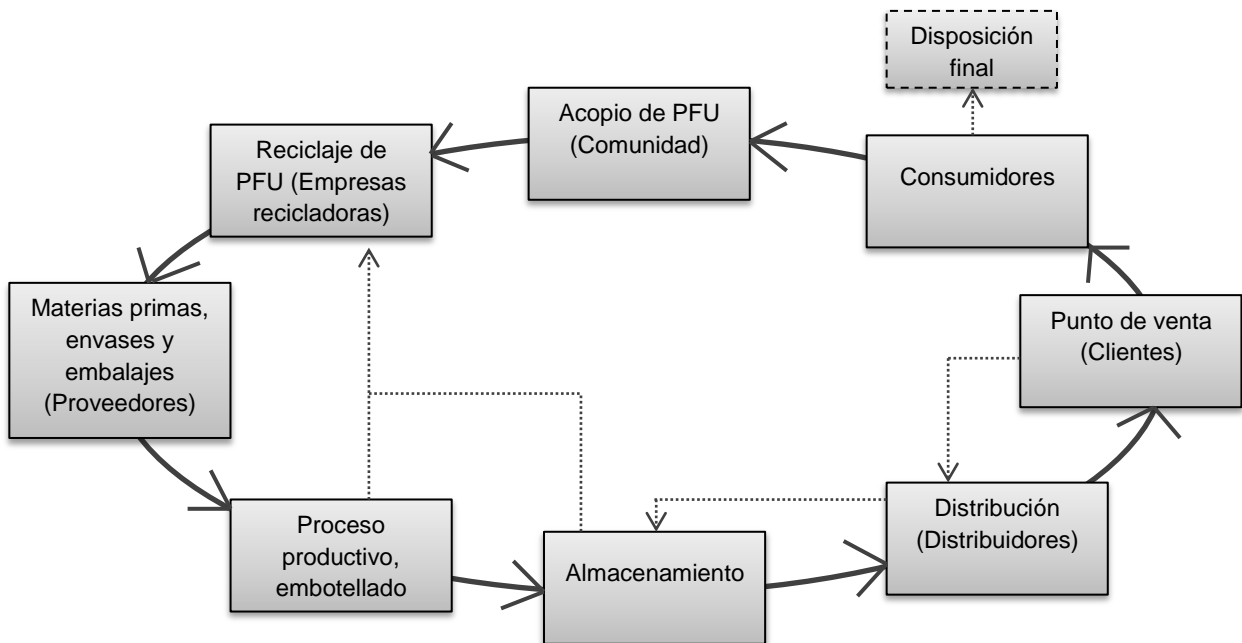 Disposición
final
Acopio de PFU
(Comunidad)
Consumidores
Reciclaje de
PFU (Empresas
recicladoras)
Materias primas,
envases y
embalajes
(Proveedores)
Punto de venta
(Clientes)
Proceso
productivo,
embotellado
Almacenamiento
Distribución
(Distribuidores)